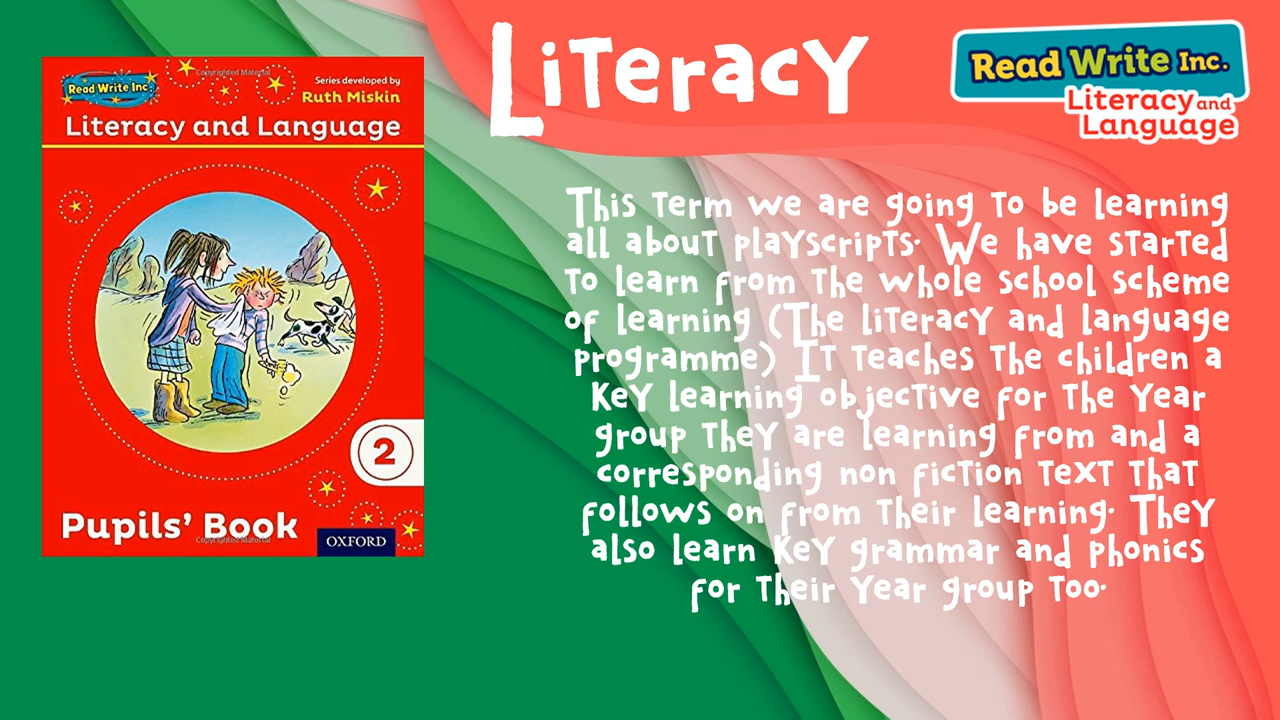 Literacy
Read Write Inc.
Literacy and
Language
Copyrighted Material
Read Write Inc.
Series developed by
Ruth Miskin
Literacy and Language
2
Pupils' Book
Copyrighted Material
OXFORD
This term we are going to be learning
all about playscripts. We have started
to learn from the whole school scheme
of learning (The literacy and language
programme) It teaches the children a
key learning objective for the year
group they are learning from and a
corresponding non fiction text that
follows on from their learning. They
also learn key grammar and phonics
for their year group too.